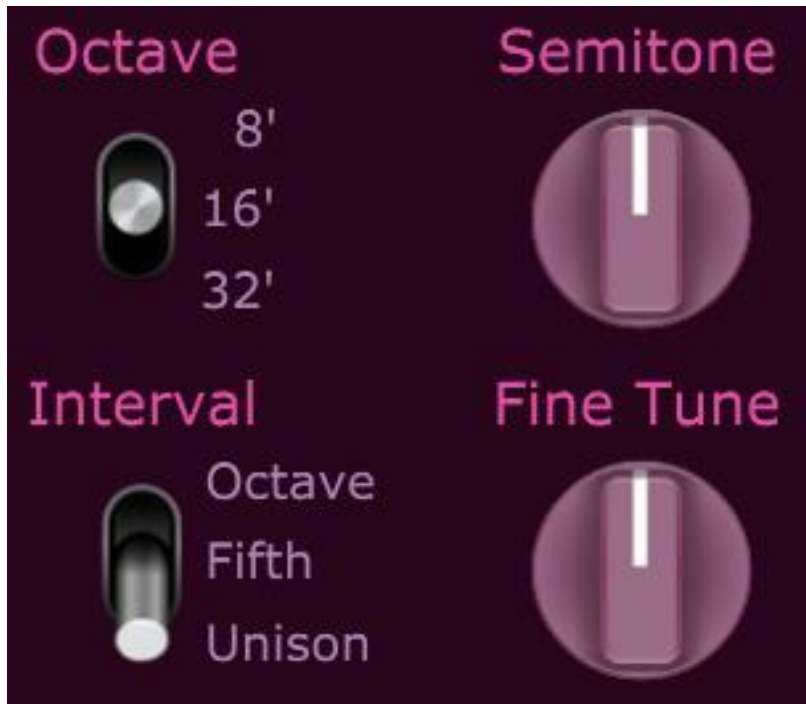 Octave
8'
16'
32'
Semitone
Interval
Octave
Fifth
Unison
Fine Tune